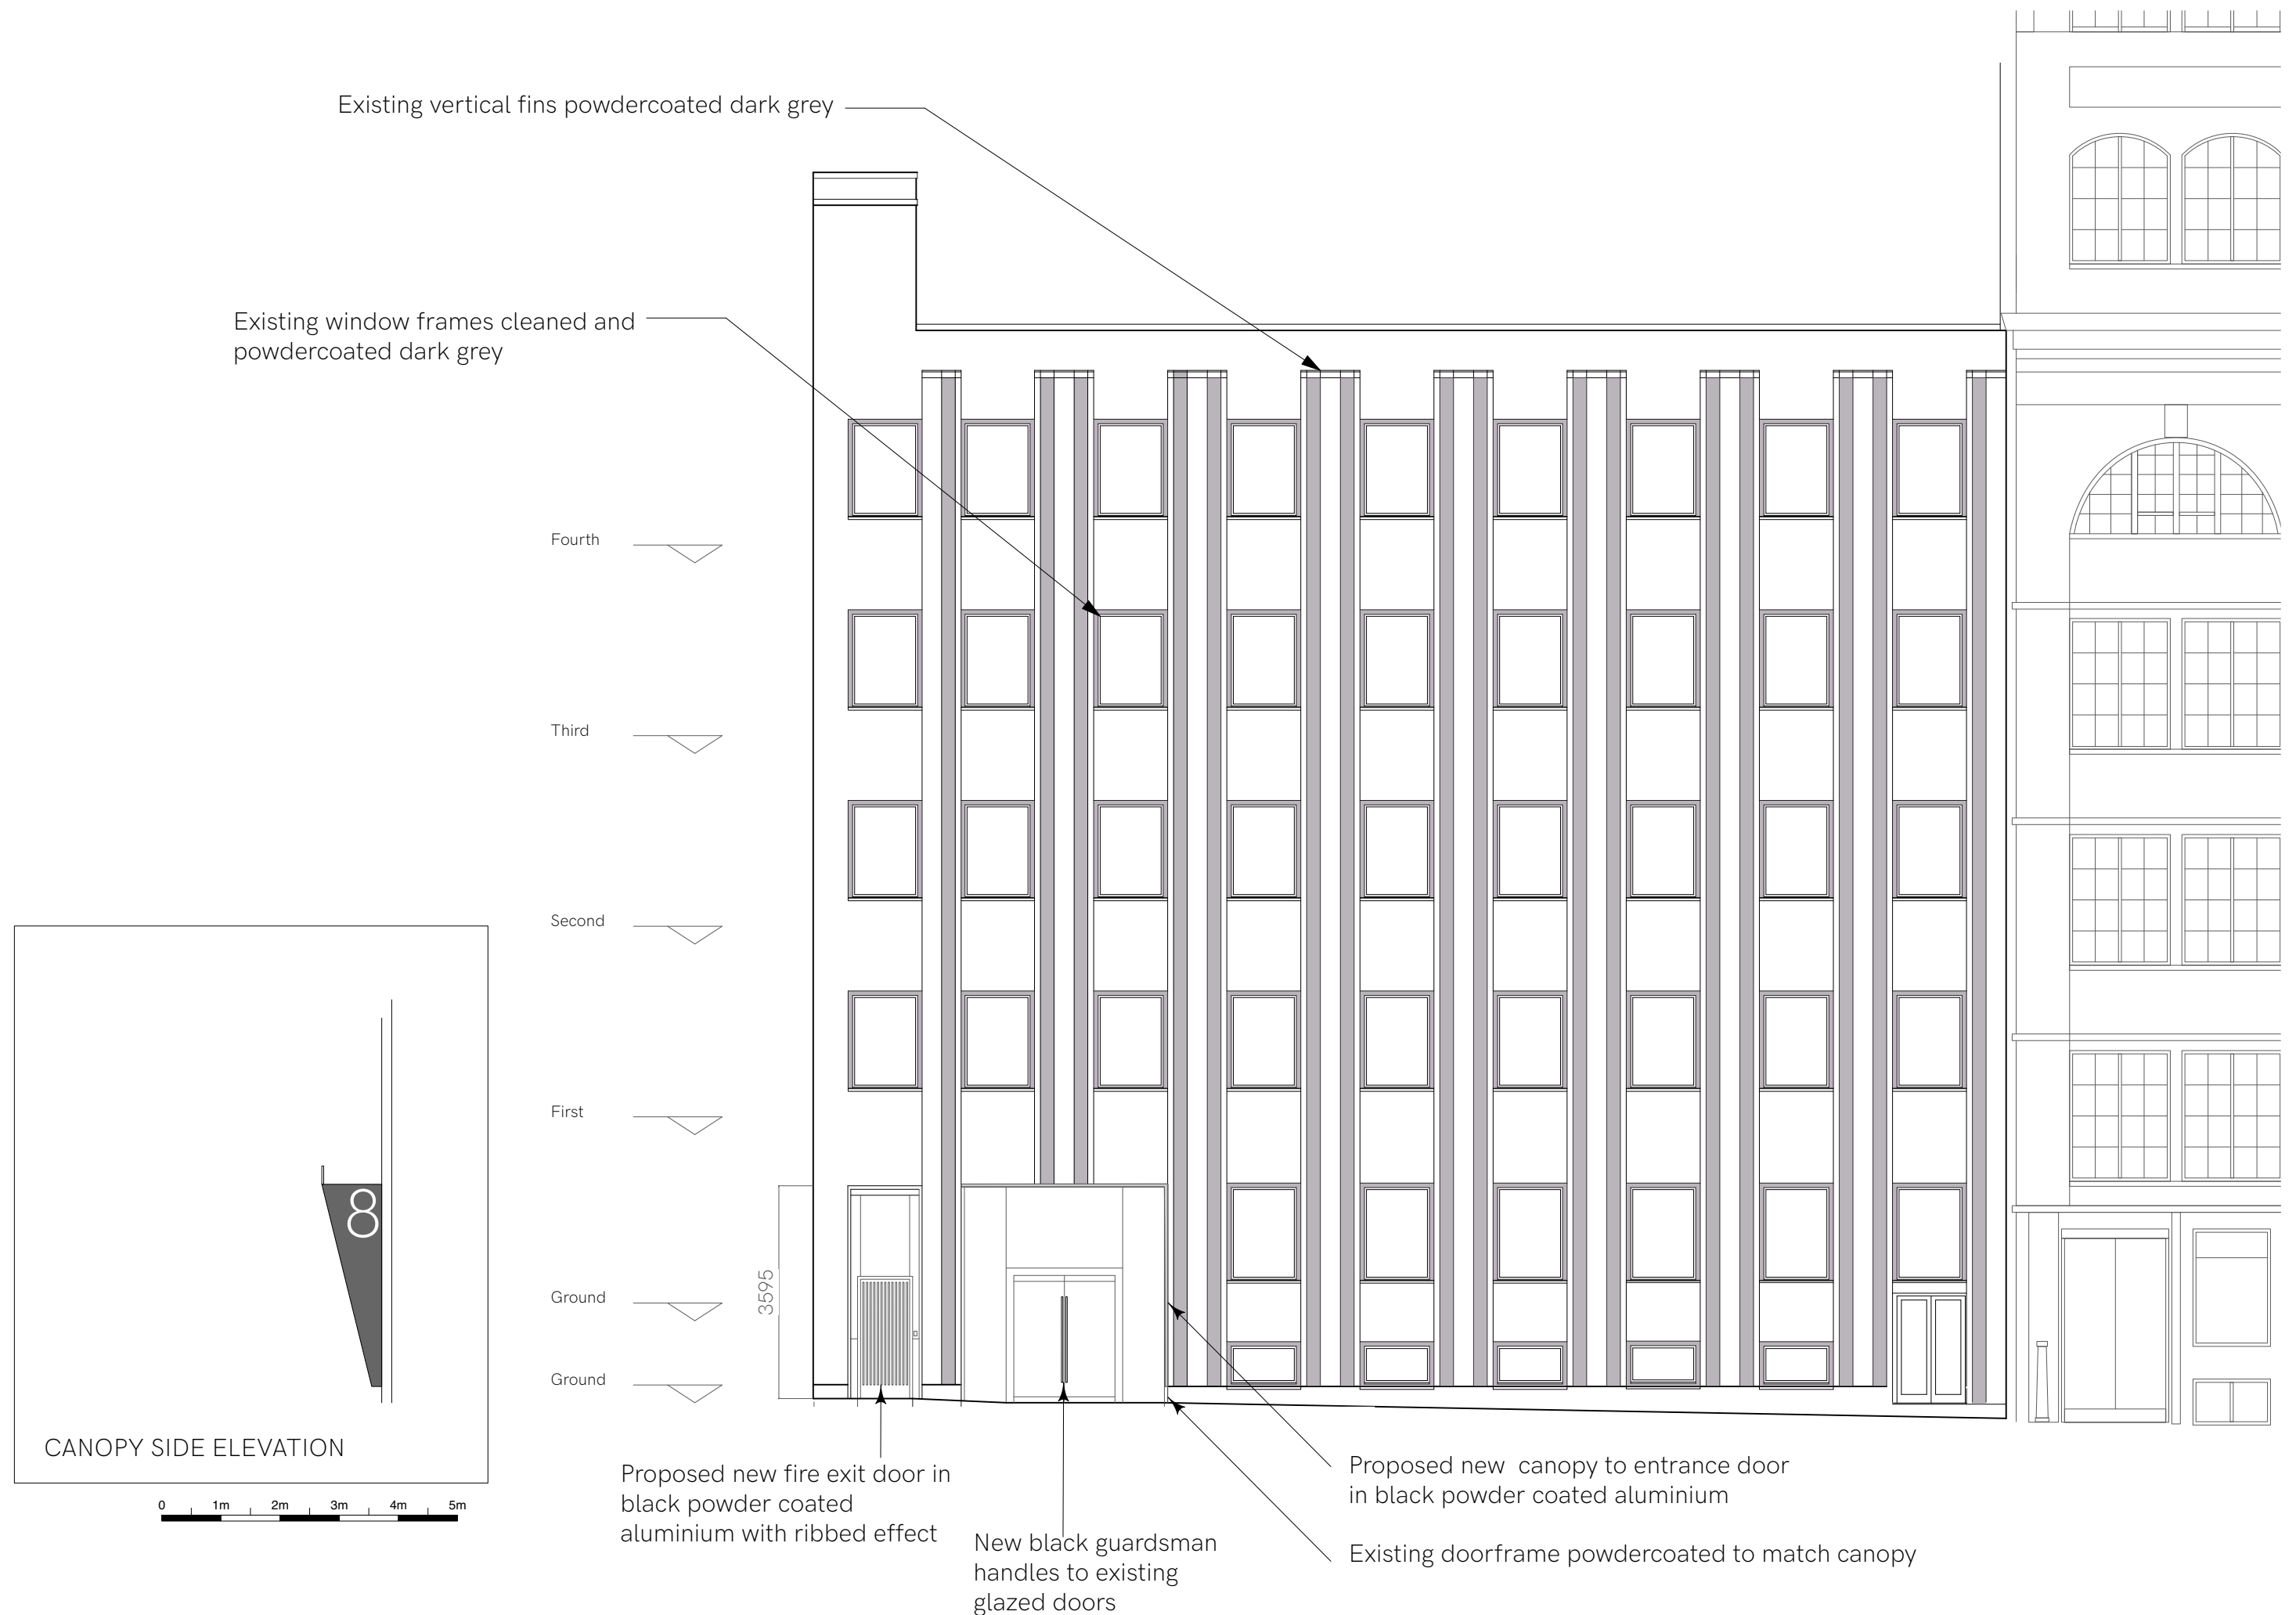 Existing vertical fins powdercoated dark grey
Existing window frames cleaned and
powdercoated dark grey
Fourth
Third
Second
First
Ground
Ground
3595
8
CANOPY SIDE ELEVATION
0 1m 2m 3m 4m 5m
Proposed new fire exit door in
black powder coated
aluminium with ribbed effect
New black guardsman
handles to existing
glazed doors
Proposed new canopy to entrance door
in black powder coated aluminium
Existing doorframe powdercoated to match canopy